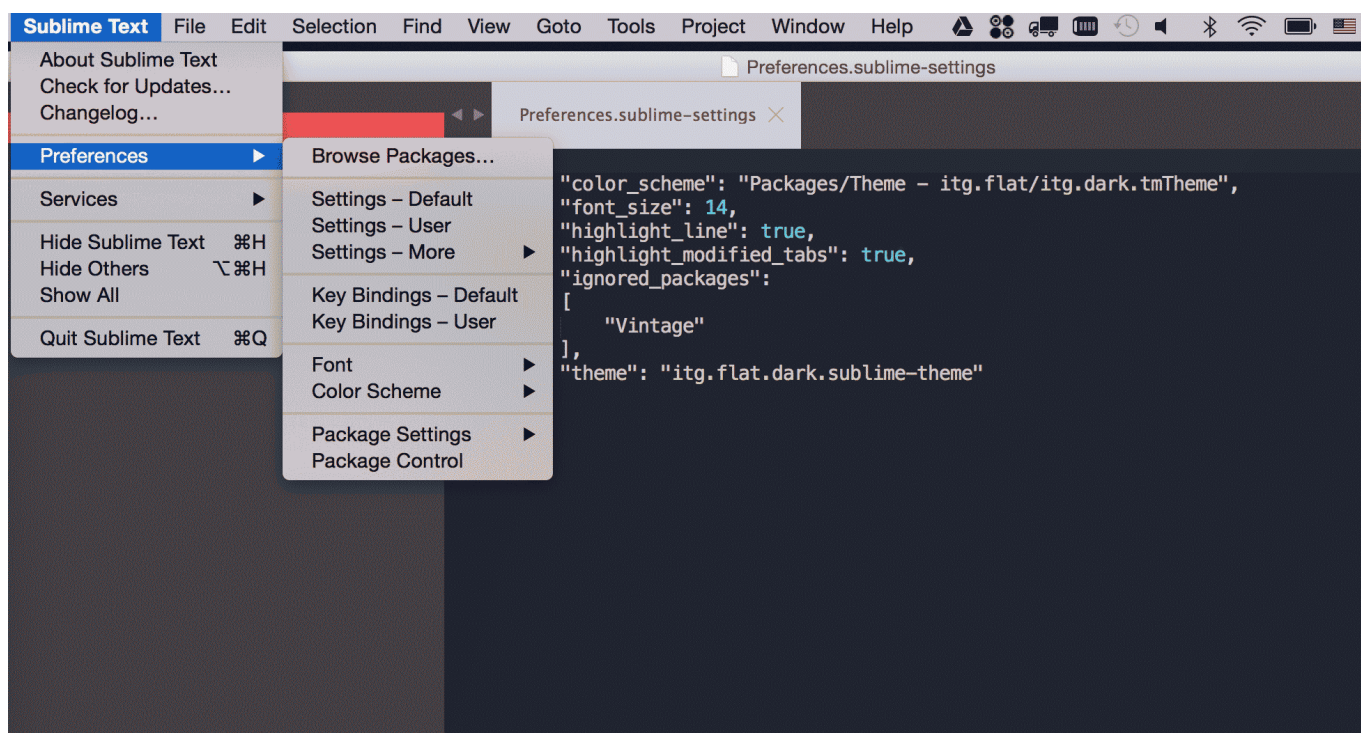 Sublime Text File Edit Selection Find View Goto Tools Project Window Help
Preferences.sublime-settings
About Sublime Text
Check for Updates…
Changelog…
Preferences
Services
Hide Sublime Text ⌘H
Hide Others ⌥⌘H
Show All
Quit Sublime Text ⌘Q
Browse Packages…
Settings – Default
Settings – User
Settings – More
Key Bindings – Default
Key Bindings – User
Font
Color Scheme
Package Settings
Package Control
Preferences.sublime-settings
"color_scheme": "Packages/Theme - itg.flat/itg.dark.tmTheme",
"font_size": 14,
"highlight_line": true,
"highlight_modified_tabs": true,
"ignored_packages":
[
"Vintage"
],
"theme": "itg.flat.dark.sublime-theme"